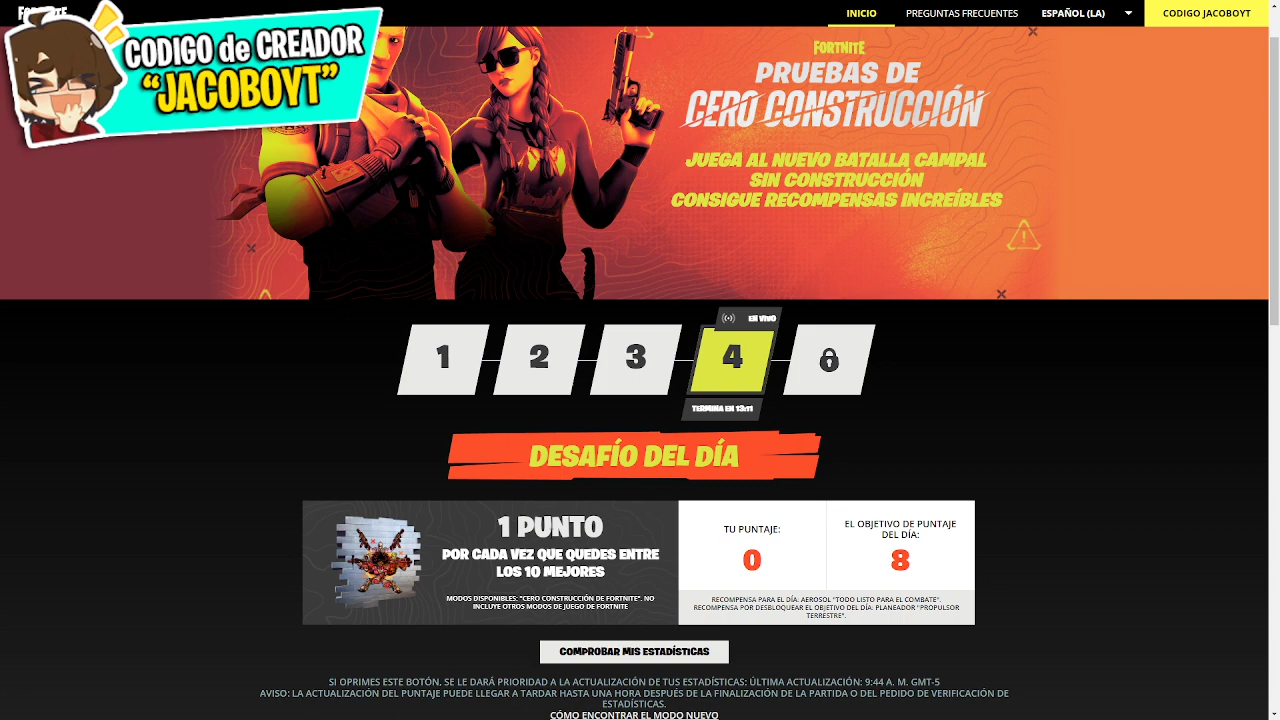 INICIO
PREGUNTAS FRECUENTES
ESPAÑOL (LA)
CODIGO JACOBOYT
CODIGO de CREADOR
“JACOBOYT”
FORTNITE
PRUEBAS DE
CERO CONSTRUCCIÓN
JUEGA AL NUEVO BATALLA CAMPAL
SIN CONSTRUCCIÓN
CONSIGUE RECOMPENSAS INCREÍBLES
EN VIVO
1
2
3
4
TERMINA EN 13:11
DESAFÍO DEL DÍA
1 PUNTO
POR CADA VEZ QUE QUEDES ENTRE
LOS 10 MEJORES
MODOS DISPONIBLES: "CERO CONSTRUCCIÓN DE FORTNITE". NO
INCLUYE OTROS MODOS DE JUEGO DE FORTNITE
TU PUNTAJE:
0
EL OBJETIVO DE PUNTAJE
DEL DÍA:
8
RECOMPENSA PARA EL DÍA: AEROSOL "TODO LISTO PARA EL COMBATE".
RECOMPENSA POR DESBLOQUEAR EL OBJETIVO DEL DÍA: PLANEADOR "PROPULSOR
TERRESTRE".
COMPROBAR MIS ESTADÍSTICAS
SI OPRIMES ESTE BOTÓN, SE LE DARÁ PRIORIDAD A LA ACTUALIZACIÓN DE TUS ESTADÍSTICAS: ÚLTIMA ACTUALIZACIÓN: 9:44 A. M. GMT-5
AVISO: LA ACTUALIZACIÓN DEL PUNTAJE PUEDE LLEGAR A TARDAR HASTA UNA HORA DESPUÉS DE LA FINALIZACIÓN DE LA PARTIDA O DEL PEDIDO DE VERIFICACIÓN DE
ESTADÍSTICAS.
CÓMO ENCONTRAR EL MODO NUEVO